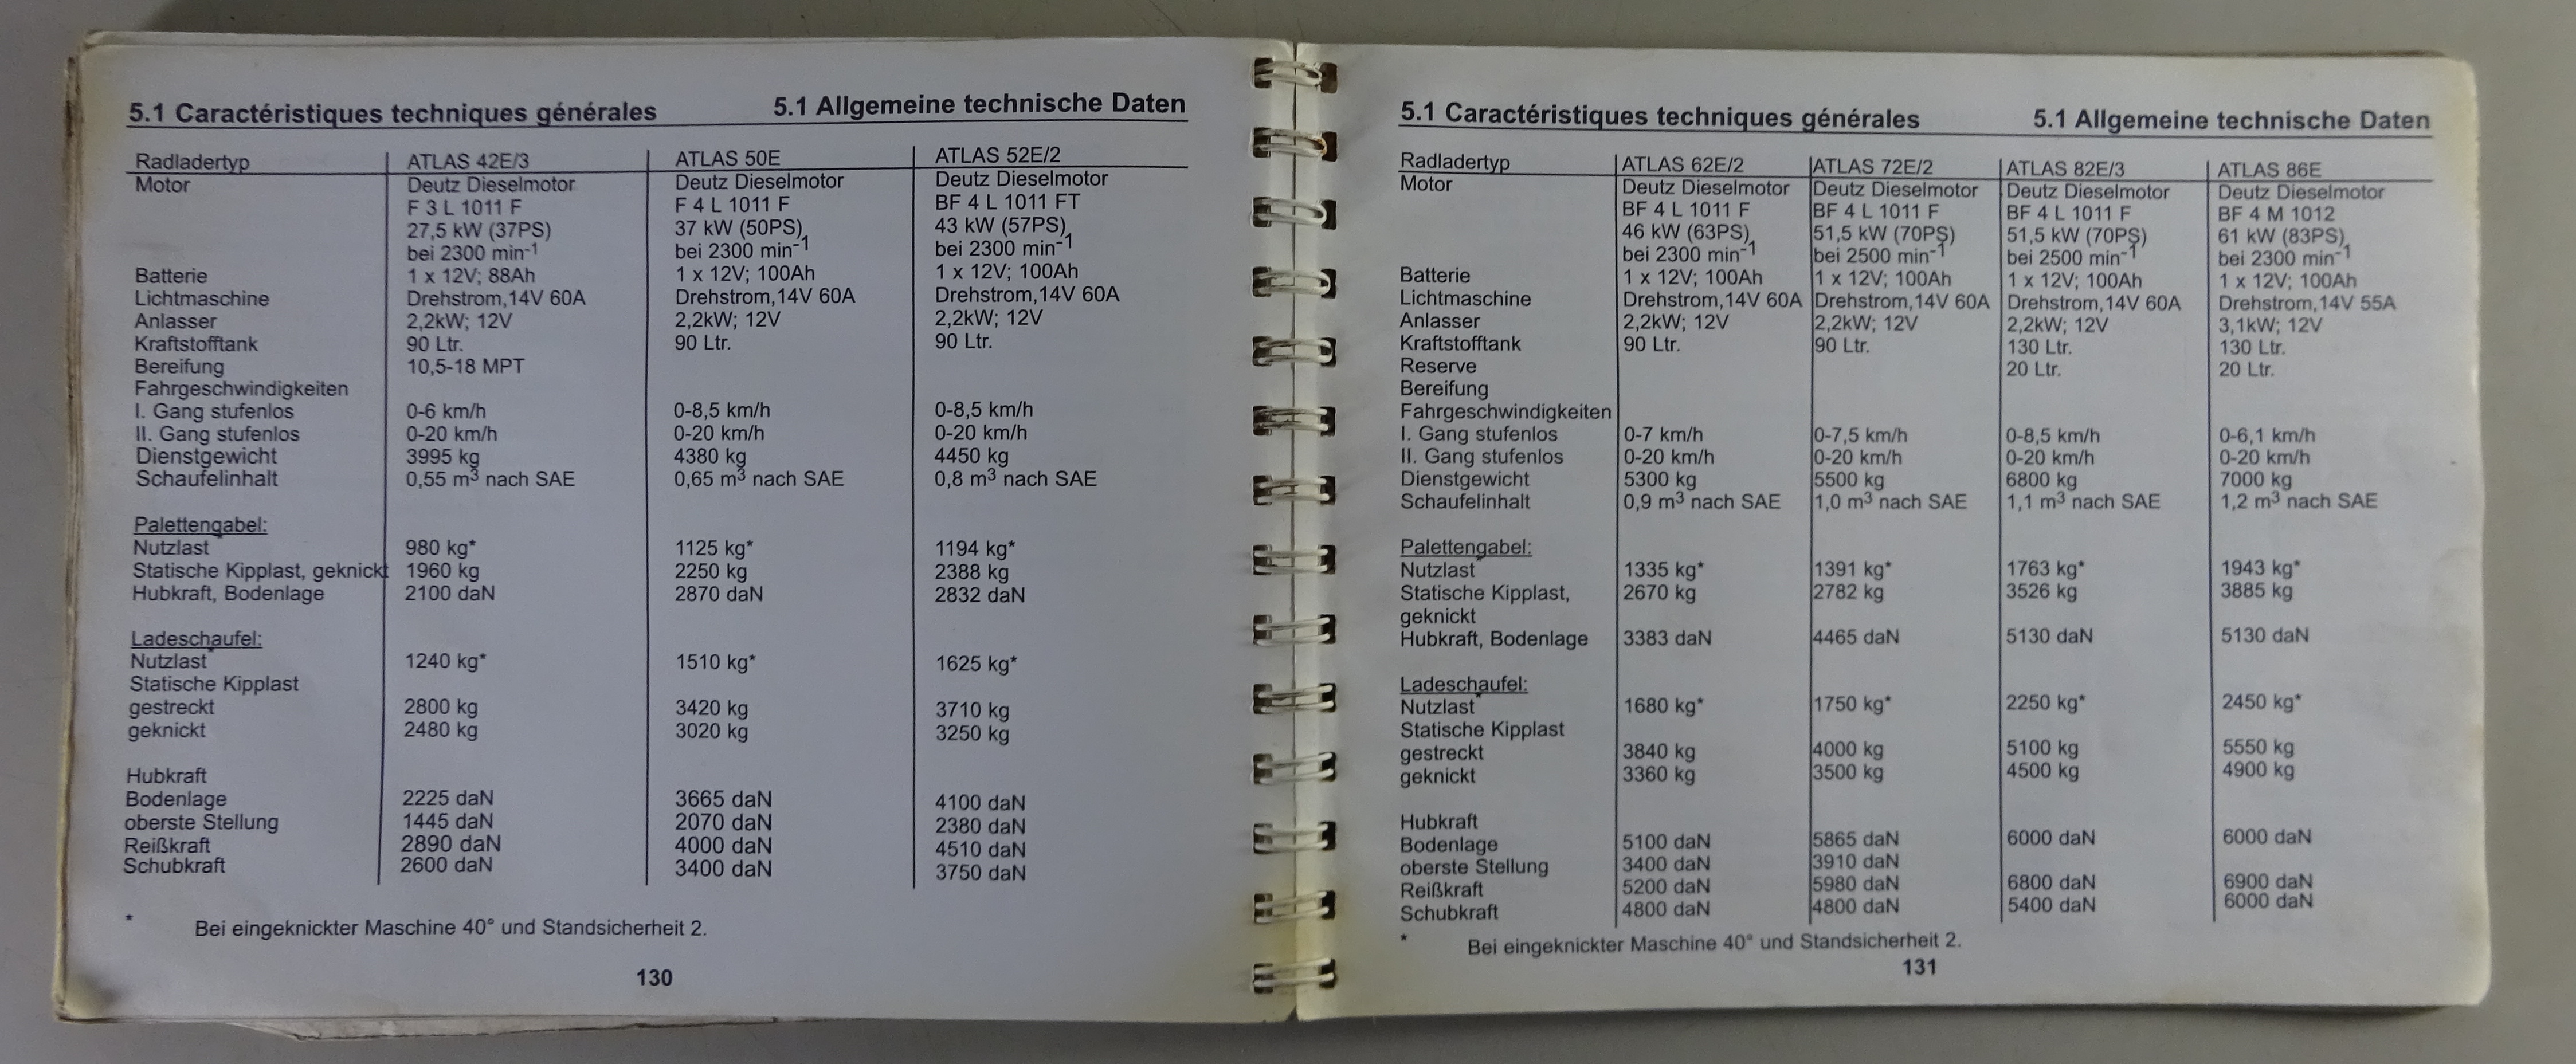 5.1 Caractéristiques techniques générales 5.1 Allgemeine technische Daten
Radladertyp ATLAS 42E/3 ATLAS 50E ATLAS 52E/2
Motor Deutz Dieselmotor Deutz Dieselmotor Deutz Dieselmotor
F 3 L 1011 F F 4 L 1011 F BF 4 L 1011 FT
27,5 kW (37PS) 37 kW (50PS) 43 kW (57PS)
bei 2300 min⁻¹ bei 2300 min⁻¹ bei 2300 min⁻¹
Batterie 1 x 12V; 88Ah 1 x 12V; 100Ah 1 x 12V; 100Ah
Lichtmaschine Drehstrom,14V 60A Drehstrom,14V 60A Drehstrom,14V 60A
Anlasser 2,2kW; 12V 2,2kW; 12V 2,2kW; 12V
Kraftstofftank 90 Ltr. 90 Ltr. 90 Ltr.
Bereifung 10,5-18 MPT
Fahrgeschwindigkeiten
I. Gang stufenlos 0-6 km/h 0-8,5 km/h 0-8,5 km/h
II. Gang stufenlos 0-20 km/h 0-20 km/h 0-20 km/h
Dienstgewicht 3995 kg 4380 kg 4450 kg
Schaufelinhalt 0,55 m³ nach SAE 0,65 m³ nach SAE 0,8 m³ nach SAE
Palettengabel:
Nutzlast 980 kg* 1125 kg* 1194 kg*
Statische Kipplast, geknickt 1960 kg 2250 kg 2388 kg
Hubkraft, Bodenlage 2100 daN 2870 daN 2832 daN
Ladeschaufel:
Nutzlast* 1240 kg* 1510 kg* 1625 kg*
Statische Kipplast
gestreckt 2800 kg 3420 kg 3710 kg
geknickt 2480 kg 3020 kg 3250 kg
Hubkraft
Bodenlage 2225 daN 3665 daN 4100 daN
oberste Stellung 1445 daN 2070 daN 2380 daN
Reißkraft 2890 daN 4000 daN 4510 daN
Schubkraft 2600 daN 3400 daN 3750 daN
* Bei eingeknickter Maschine 40° und Standsicherheit 2.
130
5.1 Caractéristiques techniques générales 5.1 Allgemeine technische Daten
Radladertyp ATLAS 62E/2 ATLAS 72E/2 ATLAS 82E/3 ATLAS 86E
Motor Deutz Dieselmotor Deutz Dieselmotor Deutz Dieselmotor Deutz Dieselmotor
BF 4 L 1011 F BF 4 L 1011 F BF 4 L 1011 F BF 4 M 1012
46 kW (63PS) 51,5 kW (70PS) 51,5 kW (70PS) 61 kW (83PS)
bei 2300 min⁻¹ bei 2500 min⁻¹ bei 2500 min⁻¹ bei 2300 min⁻¹
Batterie 1 x 12V; 100Ah 1 x 12V; 100Ah 1 x 12V; 100Ah 1 x 12V; 100Ah
Lichtmaschine Drehstrom,14V 60A Drehstrom,14V 60A Drehstrom,14V 60A Drehstrom,14V 55A
Anlasser 2,2kW; 12V 2,2kW; 12V 2,2kW; 12V 3,1kW; 12V
Kraftstofftank 90 Ltr. 90 Ltr. 130 Ltr. 130 Ltr.
Reserve 20 Ltr. 20 Ltr.
Bereifung
Fahrgeschwindigkeiten
I. Gang stufenlos 0-7 km/h 0-7,5 km/h 0-8,5 km/h 0-6,1 km/h
II. Gang stufenlos 0-20 km/h 0-20 km/h 0-20 km/h 0-20 km/h
Dienstgewicht 5300 kg 5500 kg 6800 kg 7000 kg
Schaufelinhalt 0,9 m³ nach SAE 1,0 m³ nach SAE 1,1 m³ nach SAE 1,2 m³ nach SAE
Palettengabel:
Nutzlast 1335 kg* 1391 kg* 1763 kg* 1943 kg*
Statische Kipplast, 2670 kg 2782 kg 3526 kg 3885 kg
geknickt
Hubkraft, Bodenlage 3383 daN 4465 daN 5130 daN 5130 daN
Ladeschaufel:
Nutzlast* 1680 kg* 1750 kg* 2250 kg* 2450 kg*
Statische Kipplast
gestreckt 3840 kg 4000 kg 5100 kg 5550 kg
geknickt 3360 kg 3500 kg 4500 kg 4900 kg
Hubkraft
Bodenlage 5100 daN 5865 daN 6000 daN 6000 daN
oberste Stellung 3400 daN 3910 daN
Reißkraft 5200 daN 5980 daN 6800 daN 6900 daN
Schubkraft 4800 daN 4800 daN 5400 daN 6000 daN
* Bei eingeknickter Maschine 40° und Standsicherheit 2.
131